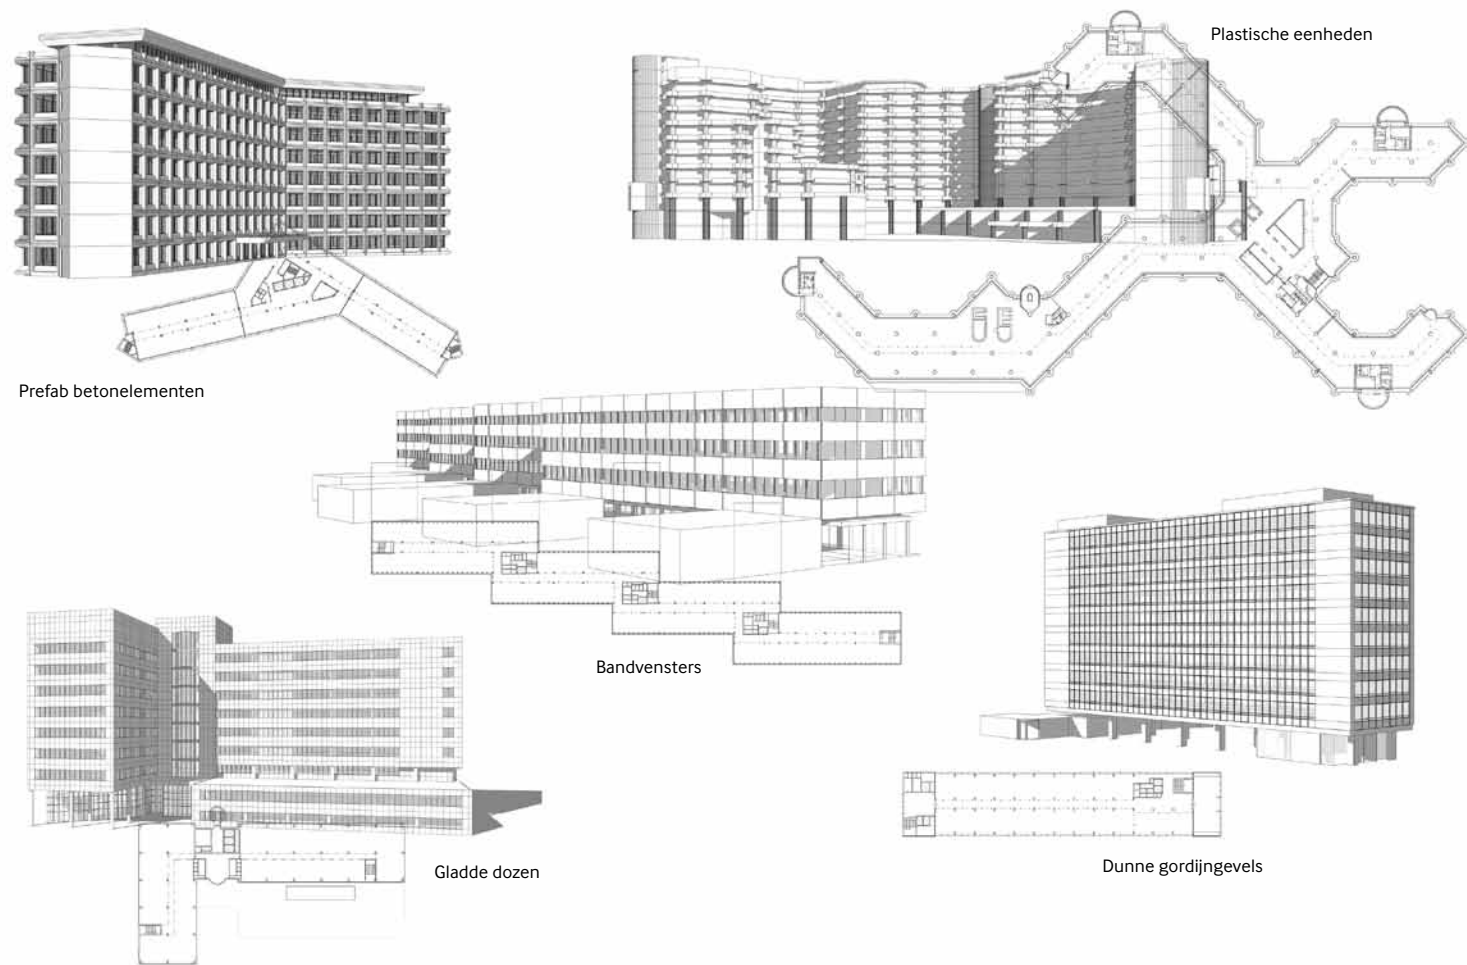 Plastische eenheden
Prefab betonelementen
Bandvensters
Gladde dozen
Dunne gordijngevels